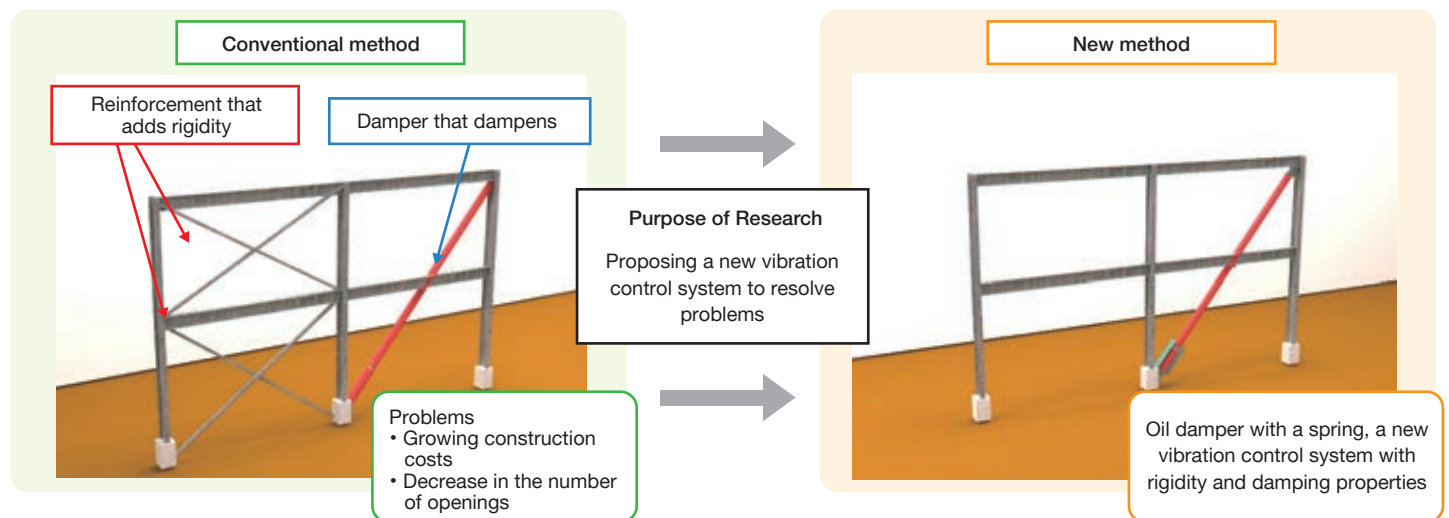 Conventional method
Reinforcement that
adds rigidity
Damper that dampens
Problems
• Growing construction
costs
• Decrease in the number
of openings
Purpose of Research
Proposing a new vibration
control system to resolve
problems
New method
Oil damper with a spring, a new
vibration control system with
rigidity and damping properties